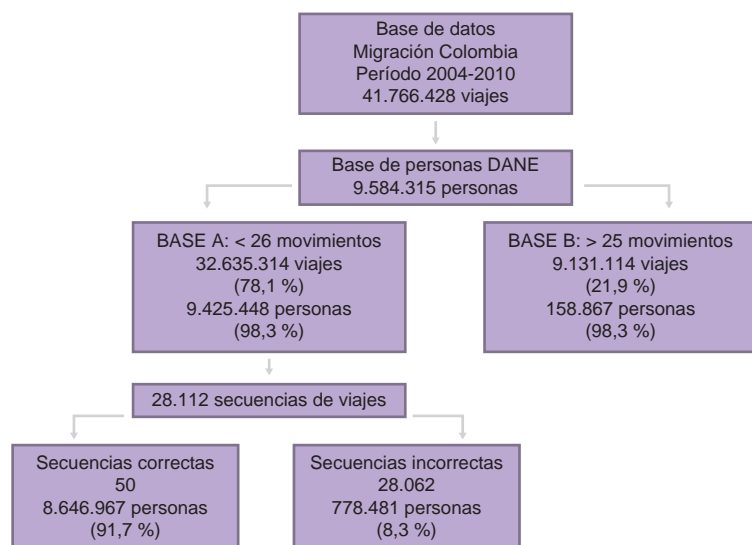 Base de datos
Migración Colombia
Período 2004-2010
41.766.428 viajes
Base de personas DANE
9.584.315 personas
BASE A: < 26 movimientos
32.635.314 viajes
(78,1 %)
9.425.448 personas
(98,3 %)
BASE B: > 25 movimientos
9.131.114 viajes
(21,9 %)
158.867 personas
(98,3 %)
28.112 secuencias de viajes
Secuencias correctas
50
8.646.967 personas
(91,7 %)
Secuencias incorrectas
28.062
778.481 personas
(8,3 %)